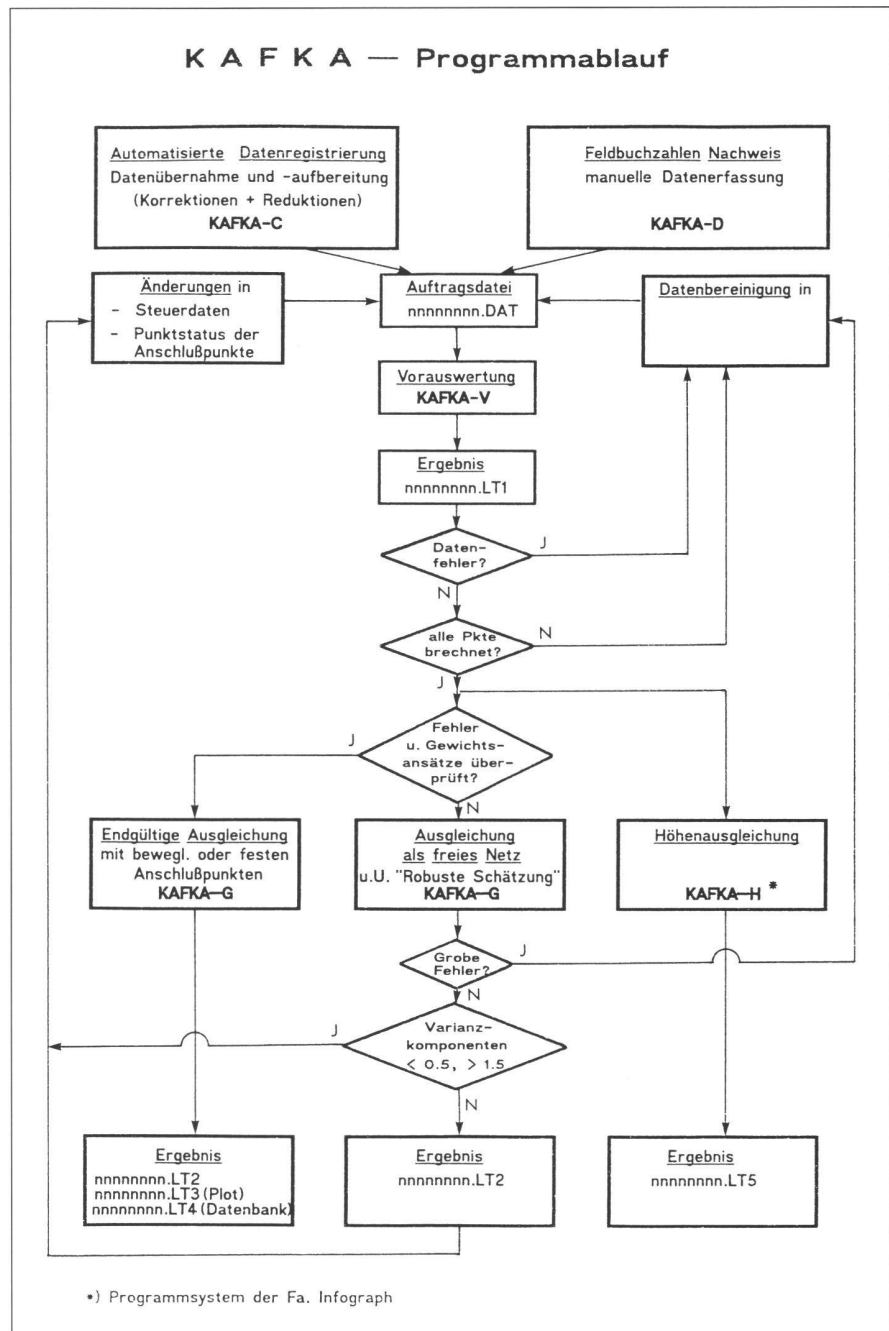 K A F K A — Programmablauf
Automatisierte Datenregistrierung
Datenübernahme und -aufbereitung
(Korrektionen + Reduktionen)
KAFKA-C
Feldbuchzahlen Nachweis
manuelle Datenerfassung
KAFKA-D
Änderungen in
- Steuerdaten
- Punktstatus der
Anschlußpunkte
Auftragsdatei
nnnnnnnn.DAT
Datenbereinigung in
Vorauswertung
KAFKA-V
Ergebnis
nnnnnnnn.LT1
Daten-
fehler?
J
N
alle Pkte
brechnet?
N
J
Fehler
u. Gewichts-
ansätze über-
prüft?
J
N
Endgültige Ausgleichung
mit bewegl. oder festen
Anschlußpunkten
KAFKA-G
Ausgleichung
als freies Netz
u.U. "Robuste Schätzung"
KAFKA-G
Höhenausgleichung
KAFKA-H *
Grobe
Fehler?
J
N
Varianz-
komponenten
< 0.5, > 1.5
J
N
Ergebnis
nnnnnnnn.LT2
nnnnnnnn.LT3 (Plot)
nnnnnnnn.LT4 (Datenbank)
Ergebnis
nnnnnnnn.LT2
Ergebnis
nnnnnnnn.LT5
*) Programmsystem der Fa. Infograph